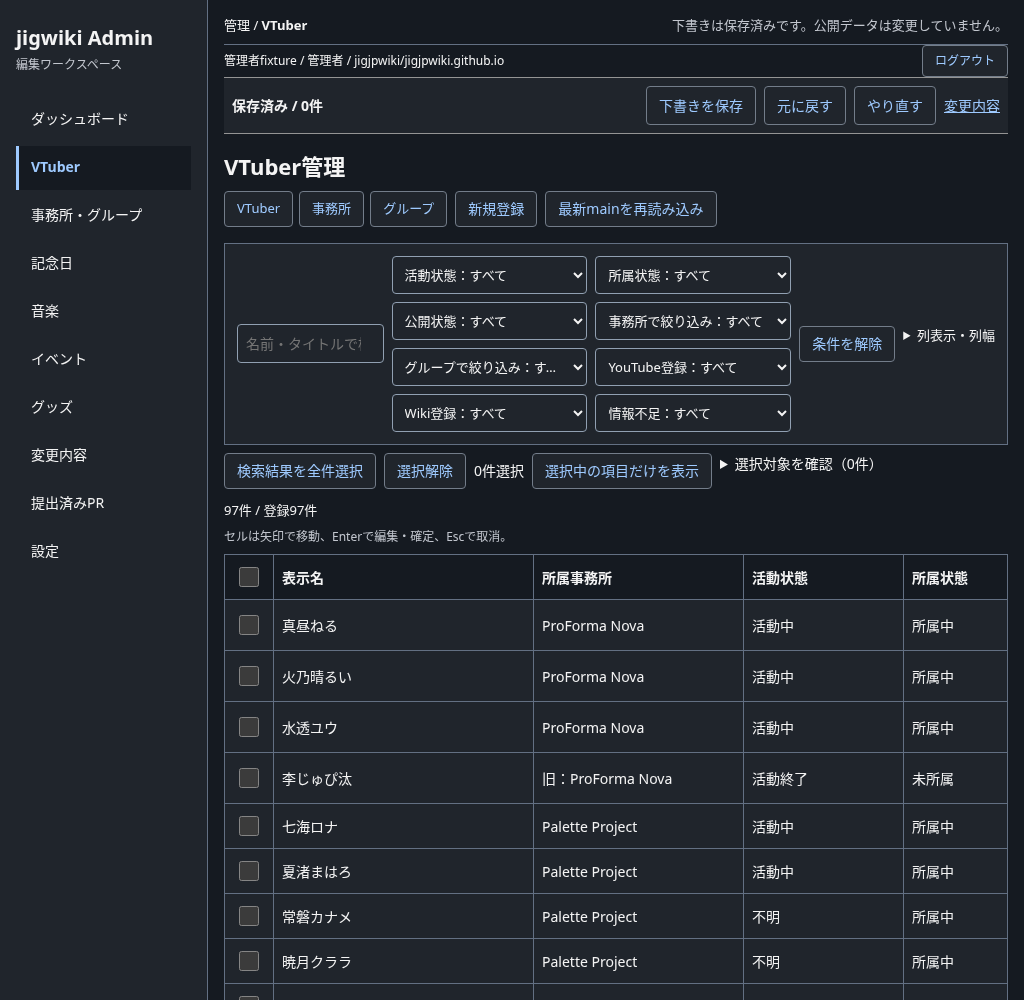 jigwiki Admin
編集ワークスペース
ダッシュボード
VTuber
事務所・グループ
記念日
音楽
イベント
グッズ
変更内容
提出済みPR
設定
管理 / VTuber
下書きは保存済みです。公開データは変更していません。
管理者fixture / 管理者 / jigjpwiki/jigjpwiki.github.io
ログアウト
保存済み / 0件
下書きを保存
元に戻す
やり直す
変更内容
VTuber管理
VTuber
事務所
グループ
新規登録
最新mainを再読み込み
名前・タイトルで
活動状態：すべて
所属状態：すべて
公開状態：すべて
事務所で絞り込み：すべて
グループで絞り込み：す...
YouTube登録：すべて
Wiki登録：すべて
情報不足：すべて
条件を解除
▶ 列表示・列幅
検索結果を全件選択
選択解除
0件選択
選択中の項目だけを表示
▶ 選択対象を確認（0件）
97件 / 登録97件
セルは矢印で移動、Enterで編集・確定、Escで取消。
表示名 所属事務所 活動状態 所属状態
真昼ねる ProForma Nova 活動中 所属中
火乃晴るい ProForma Nova 活動中 所属中
水透ユウ ProForma Nova 活動中 所属中
李じゅぴ汰 旧：ProForma Nova 活動終了 未所属
七海ロナ Palette Project 活動中 所属中
夏渚まはろ Palette Project 活動中 所属中
常磐カナメ Palette Project 不明 所属中
暁月クララ Palette Project 不明 所属中